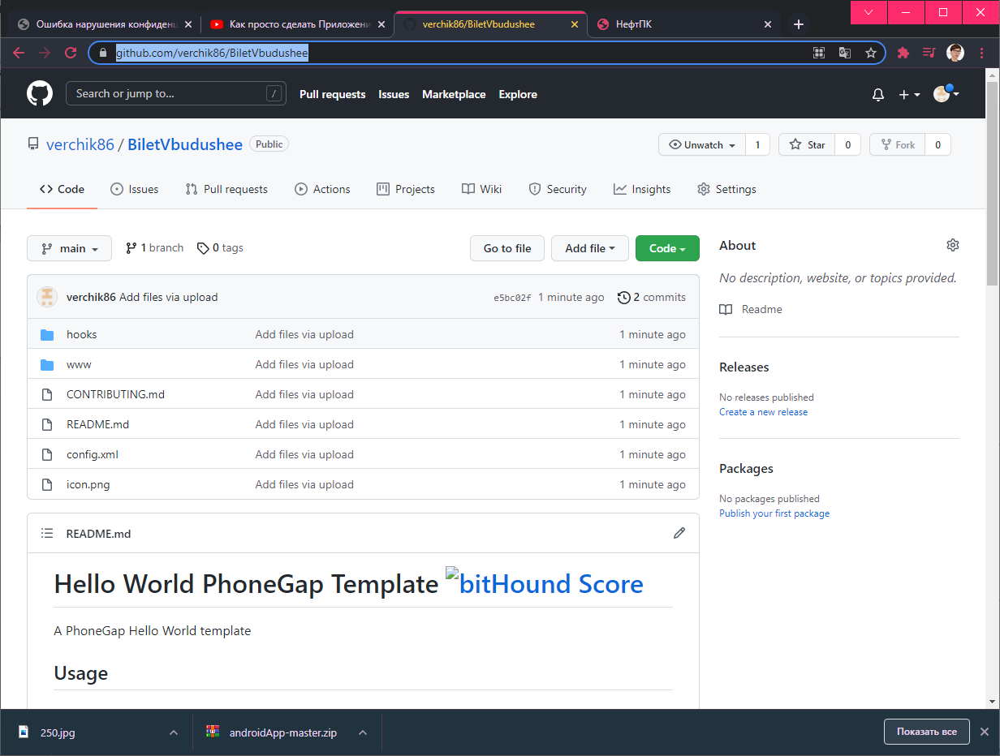 Ошибка нарушения конфиденц
Как просто сделать Приложени
verchik86/BiletVbudushee
НефтПК
github.com/verchik86/BiletVbudushee
Search or jump to...
/
Pull requests
Issues
Marketplace
Explore
verchik86 / BiletVbudushee
Public
Unwatch
1
Star
0
Fork
0
Code
Issues
Pull requests
Actions
Projects
Wiki
Security
Insights
Settings
main
1 branch
0 tags
Go to file
Add file
Code
verchik86 Add files via upload
e5bc02f 1 minute ago
2 commits
hooks Add files via upload 1 minute ago
www Add files via upload 1 minute ago
CONTRIBUTING.md Add files via upload 1 minute ago
README.md Add files via upload 1 minute ago
config.xml Add files via upload 1 minute ago
icon.png Add files via upload 1 minute ago
README.md
Hello World PhoneGap Template bitHound Score
A PhoneGap Hello World template
Usage
About
No description, website, or topics provided.
Readme
Releases
No releases published
Create a new release
Packages
No packages published
Publish your first package
250.jpg
androidApp-master.zip
Показать все